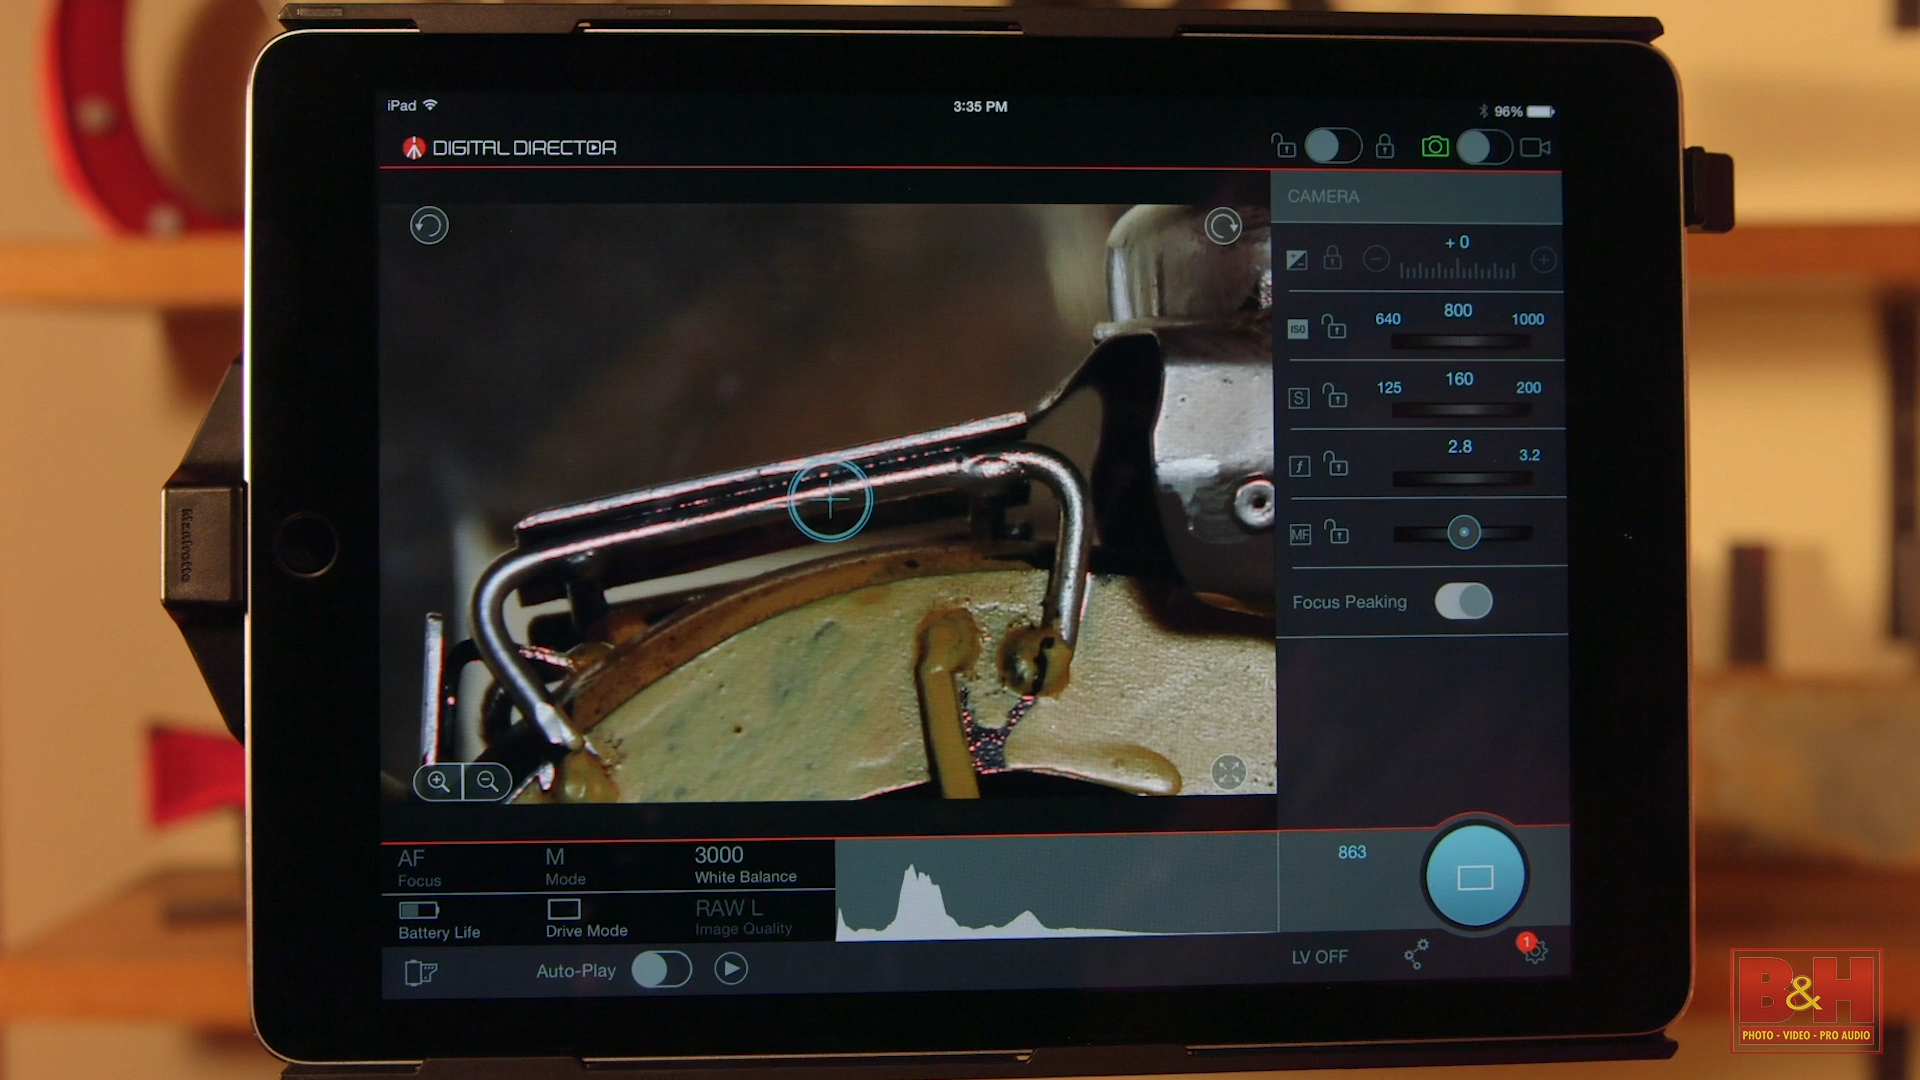 iPad
3:35 PM
96%
DIGITAL DIRECTOR
CAMERA
+ 0
ISO
640
800
1000
S
125
160
200
f
2.8
3.2
MF
Focus Peaking
AF
Focus
M
Mode
3000
White Balance
863
Battery Life
Drive Mode
RAW L
Image Quality
Auto-Play
LV OFF
1
Manfrotto
B&H
PHOTO - VIDEO - PRO AUDIO